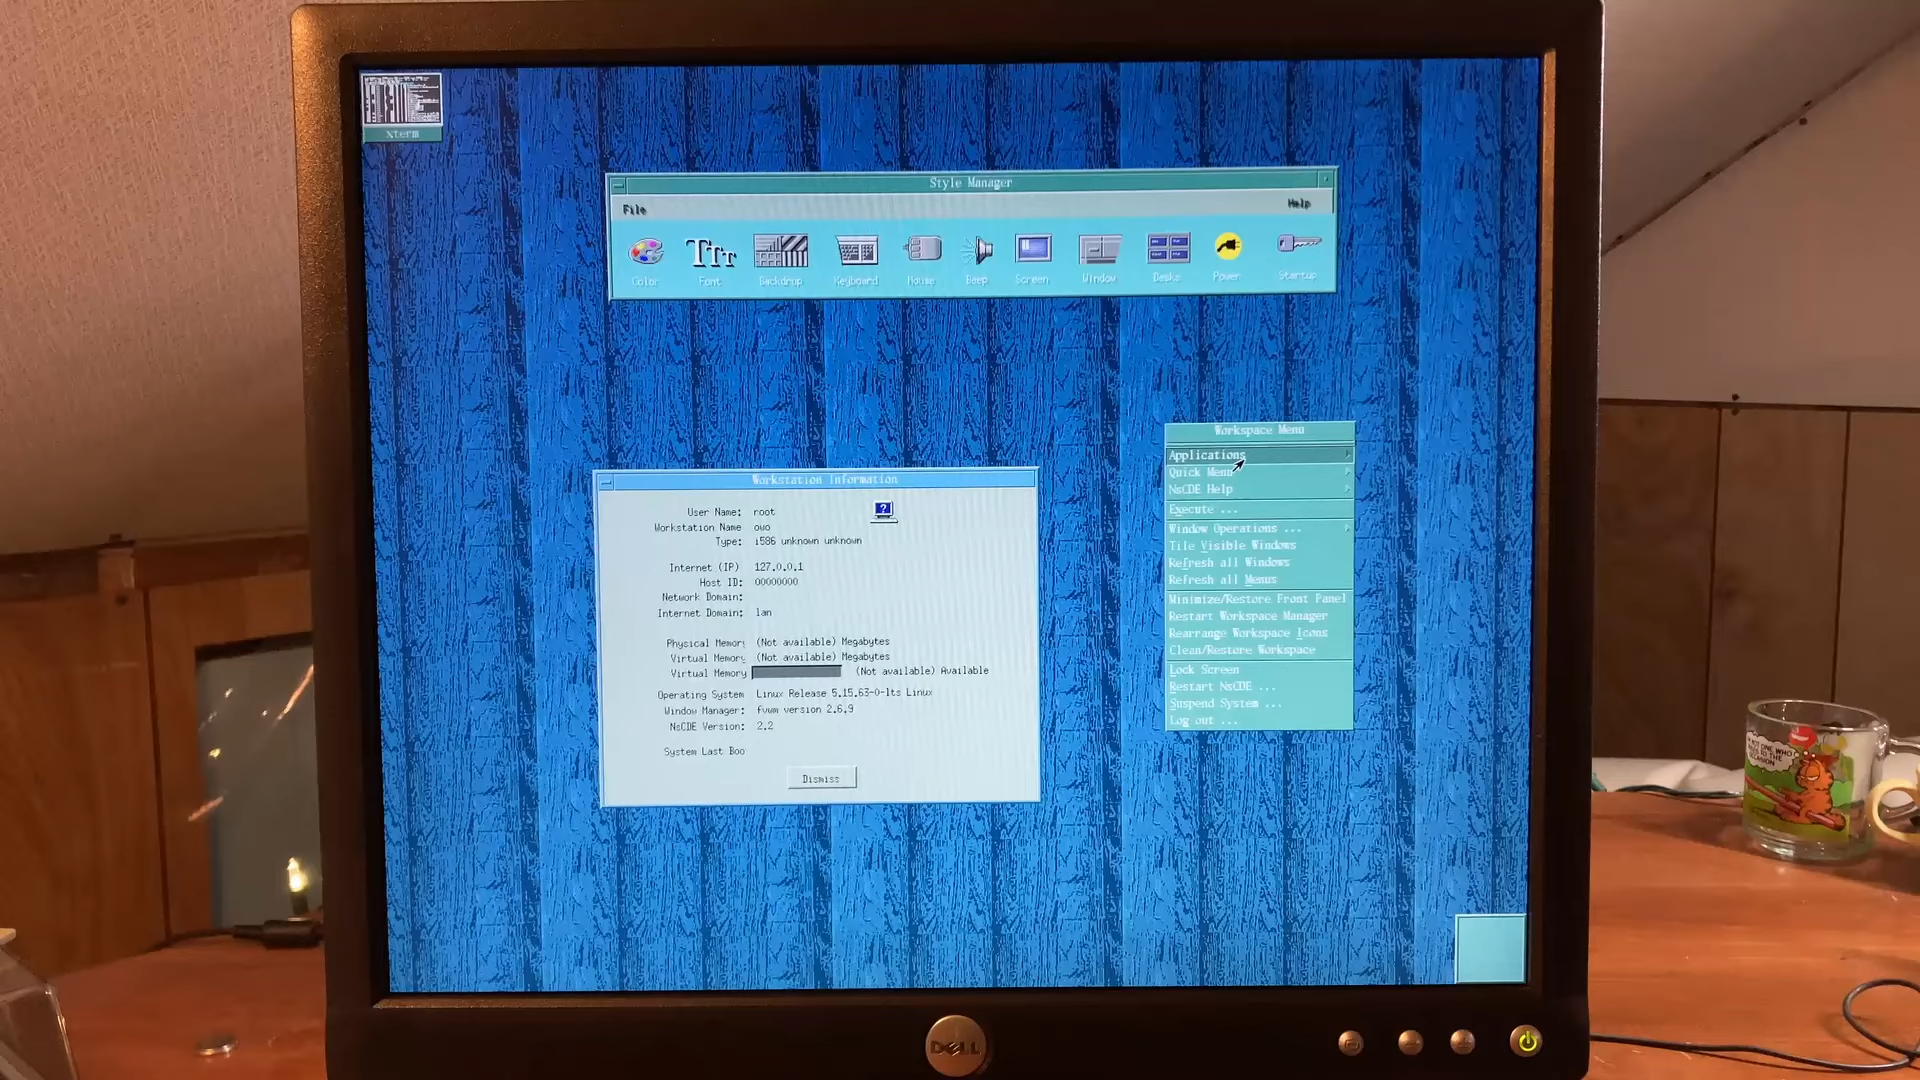 xterm
Style Manager
File
Help
Color
Font
Backdrop
Keyboard
Mouse
Beep
Screen
Window
Desks
Power
Startup
Workstation Information
User Name: root
Workstation Name owo
Type: i586 unknown unknown
Internet (IP) 127.0.0.1
Host ID: 00000000
Network Domain:
Internet Domain: lan
Physical Memory (Not available) Megabytes
Virtual Memory (Not available) Megabytes
Virtual Memory (Not available) Available
Operating System Linux Release 5.15.63-0-lts Linux
Window Manager: fvwm version 2.6.9
NsCDE Version: 2.2
System Last Boo
Dismiss
Workspace Menu
Applications
Quick Menu
NsCDE Help
Execute ...
Window Operations ...
Tile Visible Windows
Refresh all Windows
Refresh all Menus
Minimize/Restore Front Panel
Restart Workspace Manager
Rearrange Workspace Icons
Clean/Restore Workspace
Lock Screen
Restart NsCDE ...
Suspend System ...
Log out ...
DELL